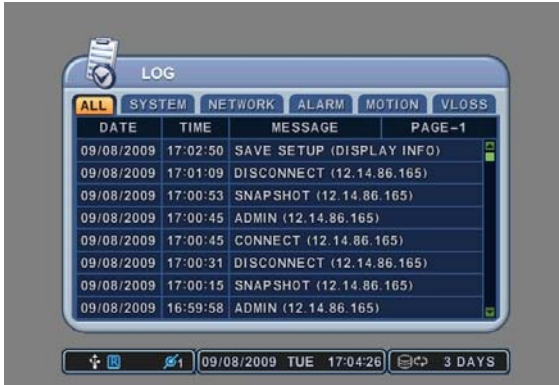 LOG
ALL SYSTEM NETWORK ALARM MOTION VLOSS
DATE TIME MESSAGE PAGE-1
09/08/2009 17:02:50 SAVE SETUP (DISPLAY INFO)
09/08/2009 17:01:09 DISCONNECT (12.14.86.165)
09/08/2009 17:00:53 SNAPSHOT (12.14.86.165)
09/08/2009 17:00:45 ADMIN (12.14.86.165)
09/08/2009 17:00:45 CONNECT (12.14.86.165)
09/08/2009 17:00:31 DISCONNECT (12.14.86.165)
09/08/2009 17:00:15 SNAPSHOT (12.14.86.165)
09/08/2009 16:59:58 ADMIN (12.14.86.165)
R 1 09/08/2009 TUE 17:04:26 3 DAYS